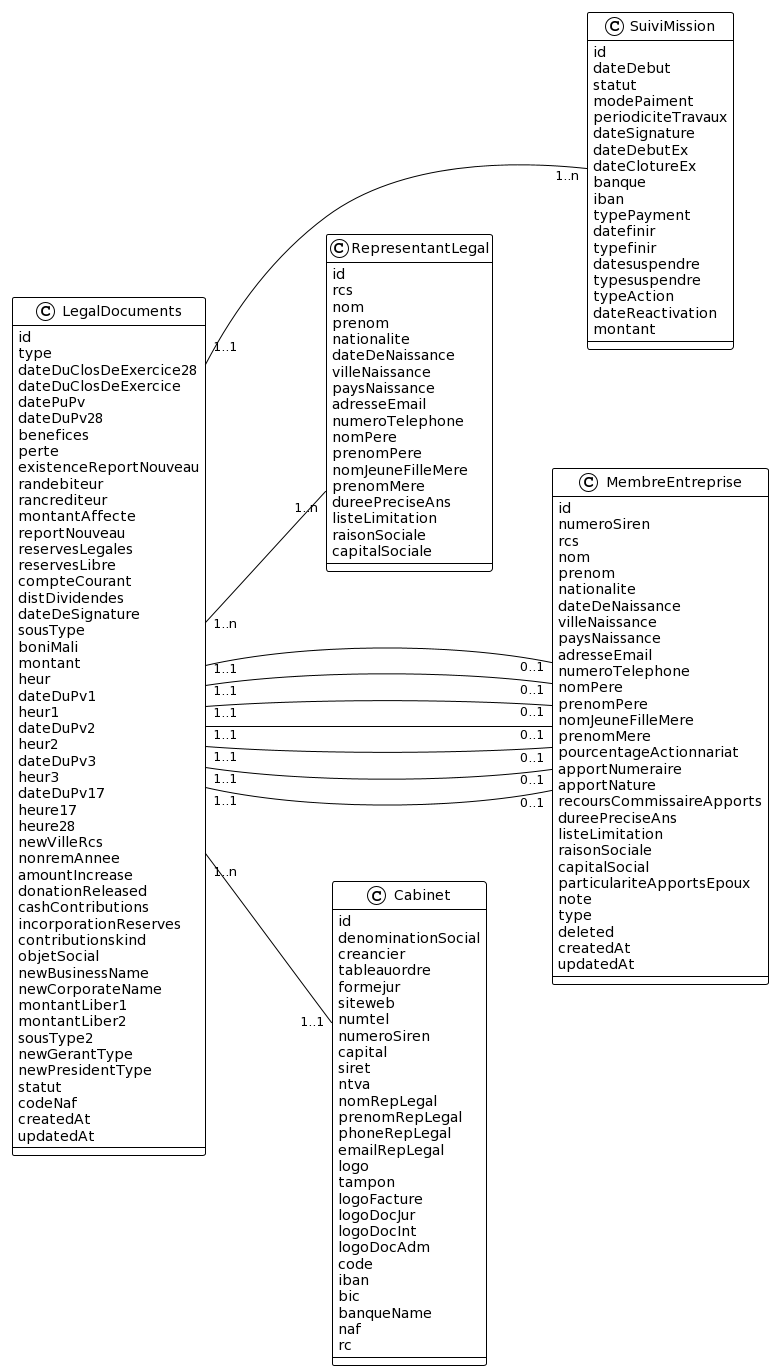 SuiviMission
id
dateDebut
statut
modePaiment
periodiciteTravaux
dateSignature
dateDebutEx
dateClotureEx
banque
iban
typePayment
datefinir
typefinir
datesuspendre
typesuspendre
typeAction
dateReactivation
montant
1..n
1..1
RepresentantLegal
id
rcs
nom
prenom
nationalite
dateDeNaissance
villeNaissance
paysNaissance
adresseEmail
numeroTelephone
nomPere
prenomPere
nomJeuneFilleMere
prenomMere
dureePreciseAns
listeLimitation
raisonSociale
capitalSociale
1..n
1..n
LegalDocuments
id
type
dateDuClosDeExercice28
dateDuClosDeExercice
datePuPv
dateDuPv28
benefices
perte
existenceReportNouveau
randebiteur
rancrediteur
montantAffecte
reportNouveau
reservesLegales
reservesLibre
compteCourant
distDividendes
dateDeSignature
sousType
boniMali
montant
heur
dateDuPv1
heur1
dateDuPv2
heur2
dateDuPv3
heur3
dateDuPv17
heure17
heure28
newVilleRcs
nonremAnnee
amountIncrease
donationReleased
cashContributions
incorporationReserves
contributionskind
objetSocial
newBusinessName
newCorporateName
montantLiber1
montantLiber2
sousType2
newGerantType
newPresidentType
statut
codeNaf
createdAt
updatedAt
MembreEntreprise
id
numeroSiren
rcs
nom
prenom
nationalite
dateDeNaissance
villeNaissance
paysNaissance
adresseEmail
numeroTelephone
nomPere
prenomPere
nomJeuneFilleMere
prenomMere
pourcentageActionnariat
apportNumeraire
apportNature
recoursCommissaireApports
dureePreciseAns
listeLimitation
raisonSociale
capitalSocial
particulariteApportsEpoux
note
type
deleted
createdAt
updatedAt
1..1 0..1
1..1 0..1
1..1 0..1
1..1 0..1
1..1 0..1
1..1 0..1
1..1 0..1
1..n
1..1
Cabinet
id
denominationSocial
creancier
tableauordre
formejur
siteweb
numtel
numeroSiren
capital
siret
ntva
nomRepLegal
prenomRepLegal
phoneRepLegal
emailRepLegal
logo
tampon
logoFacture
logoDocJur
logoDocInt
logoDocAdm
code
iban
bic
banqueName
naf
rc